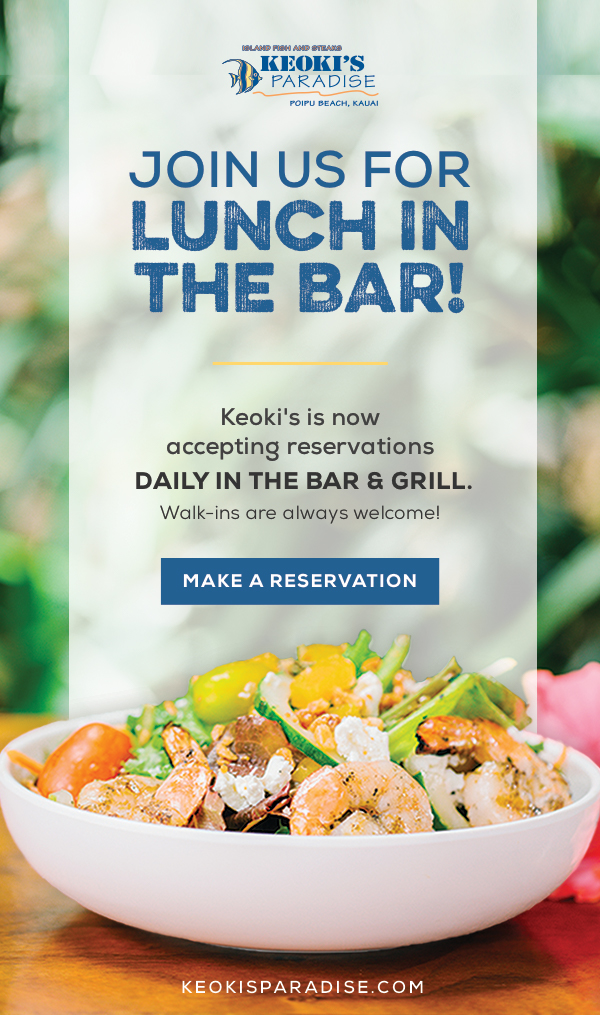 ISLAND FISH AND STEAKS
KEOKI'S
PARADISE
POIPU BEACH, KAUAI
JOIN US FOR
LUNCH IN
THE BAR!
Keoki's is now
accepting reservations
DAILY IN THE BAR & GRILL.
Walk-ins are always welcome!
MAKE A RESERVATION
KEOKISPARADISE.COM